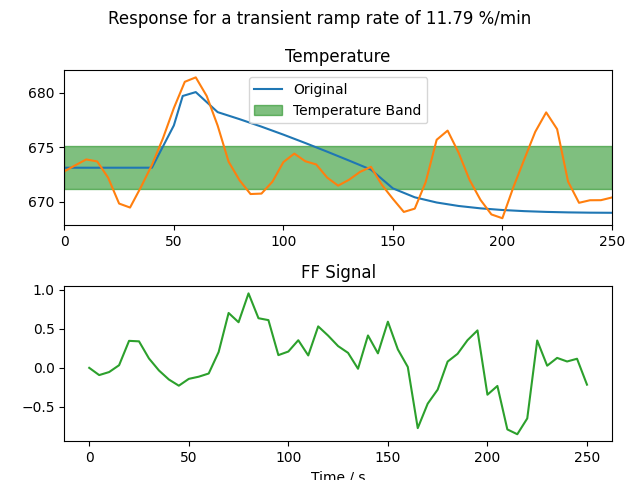 Response for a transient ramp rate of 11.79 %/min
Temperature
Original
Temperature Band
680
675
670
0 50 100 150 200 250
FF Signal
1.0
0.5
0.0
−0.5
0 50 100 150 200 250
Time / s